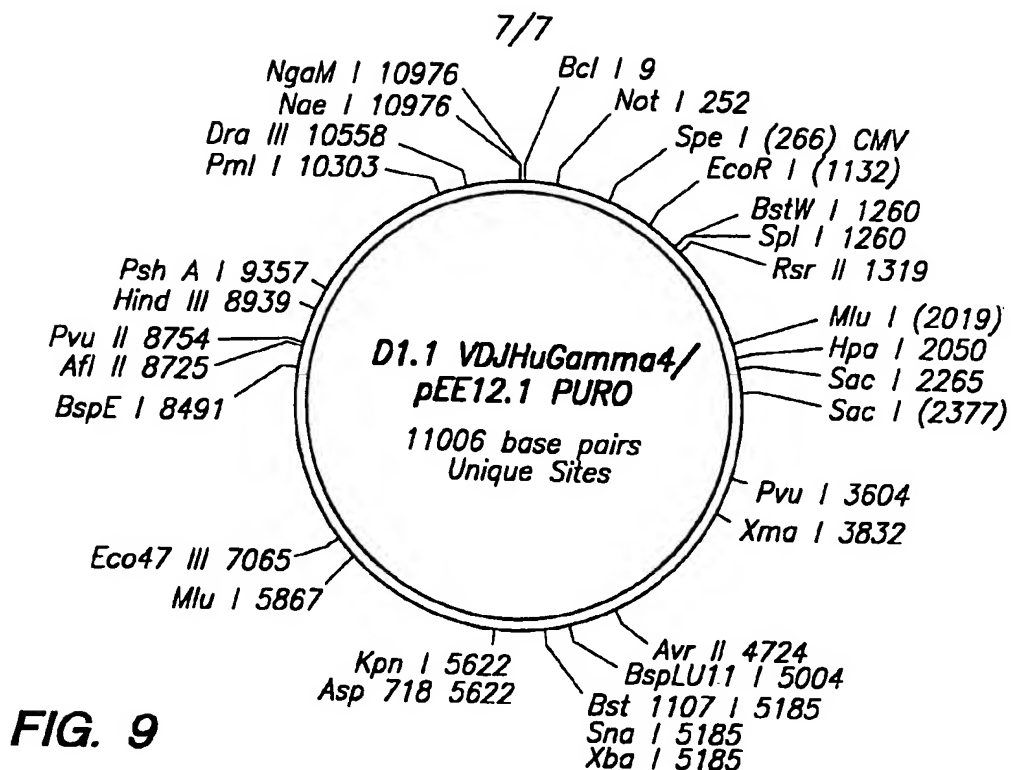 7/7
NgaM I 10976
Nae I 10976
Dra III 10558
Pml I 10303
Psh A I 9357
Hind III 8939
Pvu II 8754
Afl II 8725
BspE I 8491
Eco47 III 7065
Mlu I 5867
Kpn I 5622
Asp 718 5622
Bcl I 9
Not I 252
Spe I (266) CMV
EcoR I (1132)
BstW I 1260
Spl I 1260
Rsr II 1319
Mlu I (2019)
Hpa I 2050
Sac I 2265
Sac I (2377)
Pvu I 3604
Xma I 3832
Avr II 4724
BspLU11 I 5004
Bst 1107 I 5185
Sna I 5185
Xba I 5185
D1.1 VDJHuGamma4/
pEE12.1 PURO
11006 base pairs
Unique Sites
FIG. 9